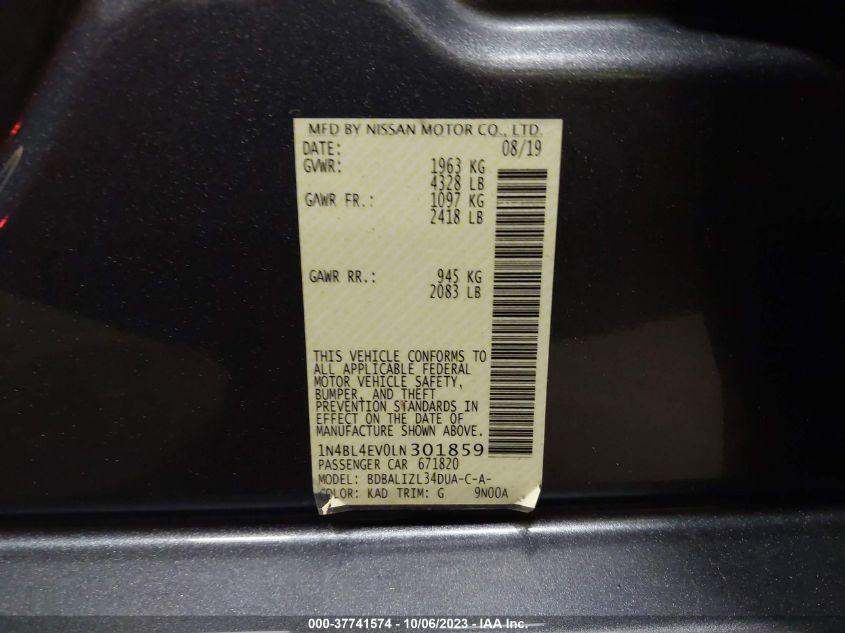 MFD BY NISSAN MOTOR CO., LTD.
DATE: 08/19
GVWR: 1963 KG
4328 LB
GAWR FR.: 1097 KG
2418 LB
GAWR RR.: 945 KG
2083 LB
THIS VEHICLE CONFORMS TO
ALL APPLICABLE FEDERAL
MOTOR VEHICLE SAFETY,
BUMPER, AND THEFT
PREVENTION STANDARDS IN
EFFECT ON THE DATE OF
MANUFACTURE SHOWN ABOVE.
1N4BL4EV0LN301859
PASSENGER CAR 671820
MODEL: BDBALIZL34DUA-C-A-
COLOR: KAD TRIM: G 9N00A
000-37741574 - 10/06/2023 - IAA Inc.